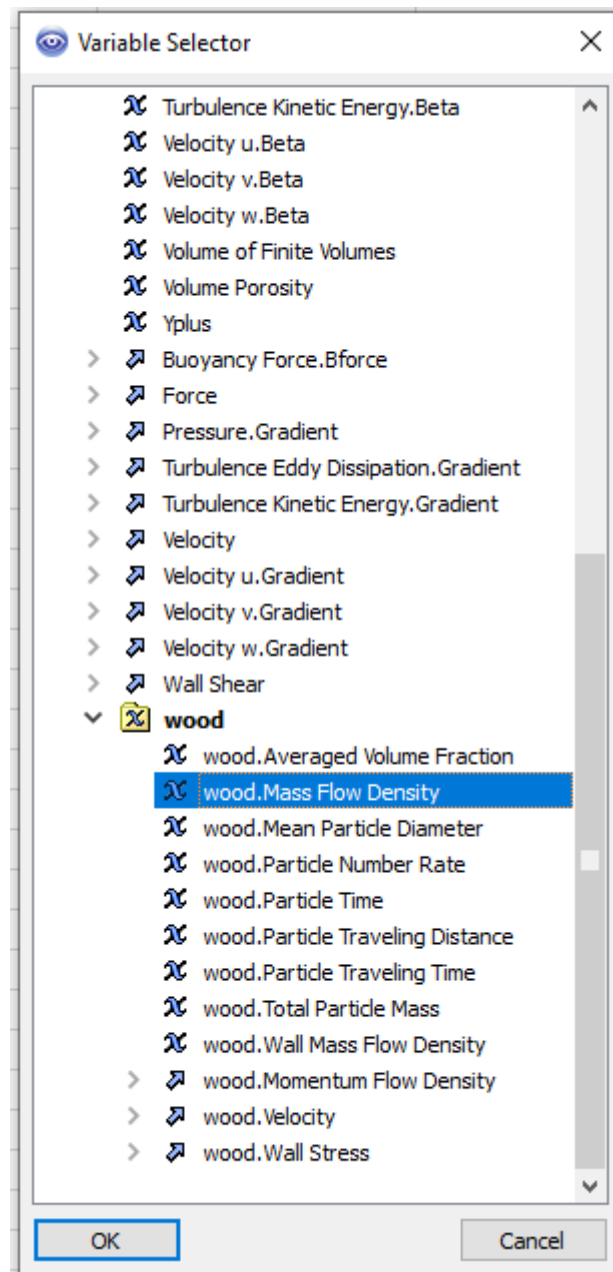 Variable Selector
Turbulence Kinetic Energy.Beta
Velocity u.Beta
Velocity v.Beta
Velocity w.Beta
Volume of Finite Volumes
Volume Porosity
Yplus
Buoyancy Force.Bforce
Force
Pressure.Gradient
Turbulence Eddy Dissipation.Gradient
Turbulence Kinetic Energy.Gradient
Velocity
Velocity u.Gradient
Velocity v.Gradient
Velocity w.Gradient
Wall Shear
wood
wood.Averaged Volume Fraction
wood.Mass Flow Density
wood.Mean Particle Diameter
wood.Particle Number Rate
wood.Particle Time
wood.Particle Traveling Distance
wood.Particle Traveling Time
wood.Total Particle Mass
wood.Wall Mass Flow Density
wood.Momentum Flow Density
wood.Velocity
wood.Wall Stress
OK Cancel